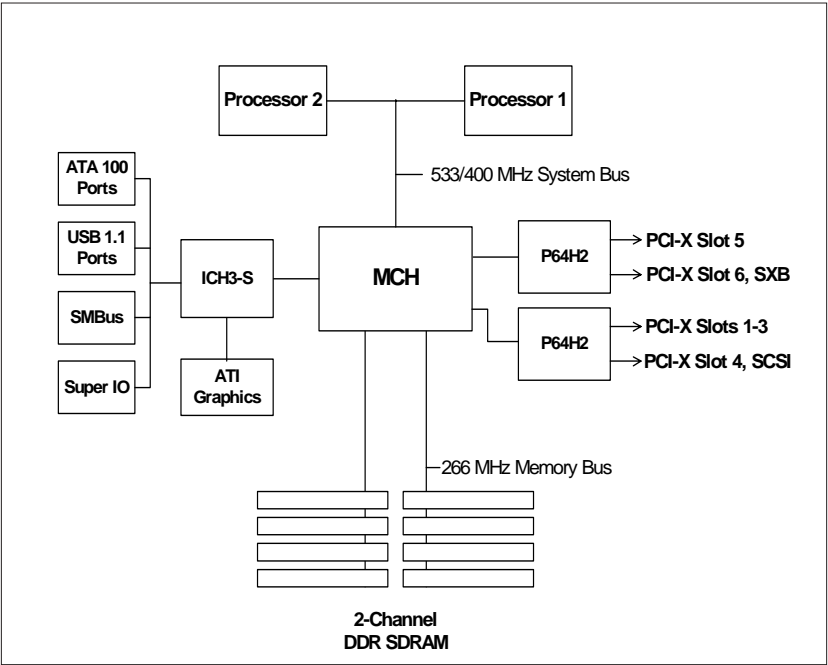 Processor 2
Processor 1
533/400 MHz System Bus
ATA 100
Ports
USB 1.1
Ports
SMBus
Super IO
ICH3-S
ATI
Graphics
MCH
P64H2
PCI-X Slot 5
PCI-X Slot 6, SXB
P64H2
PCI-X Slots 1-3
PCI-X Slot 4, SCSI
266 MHz Memory Bus
2-Channel
DDR SDRAM